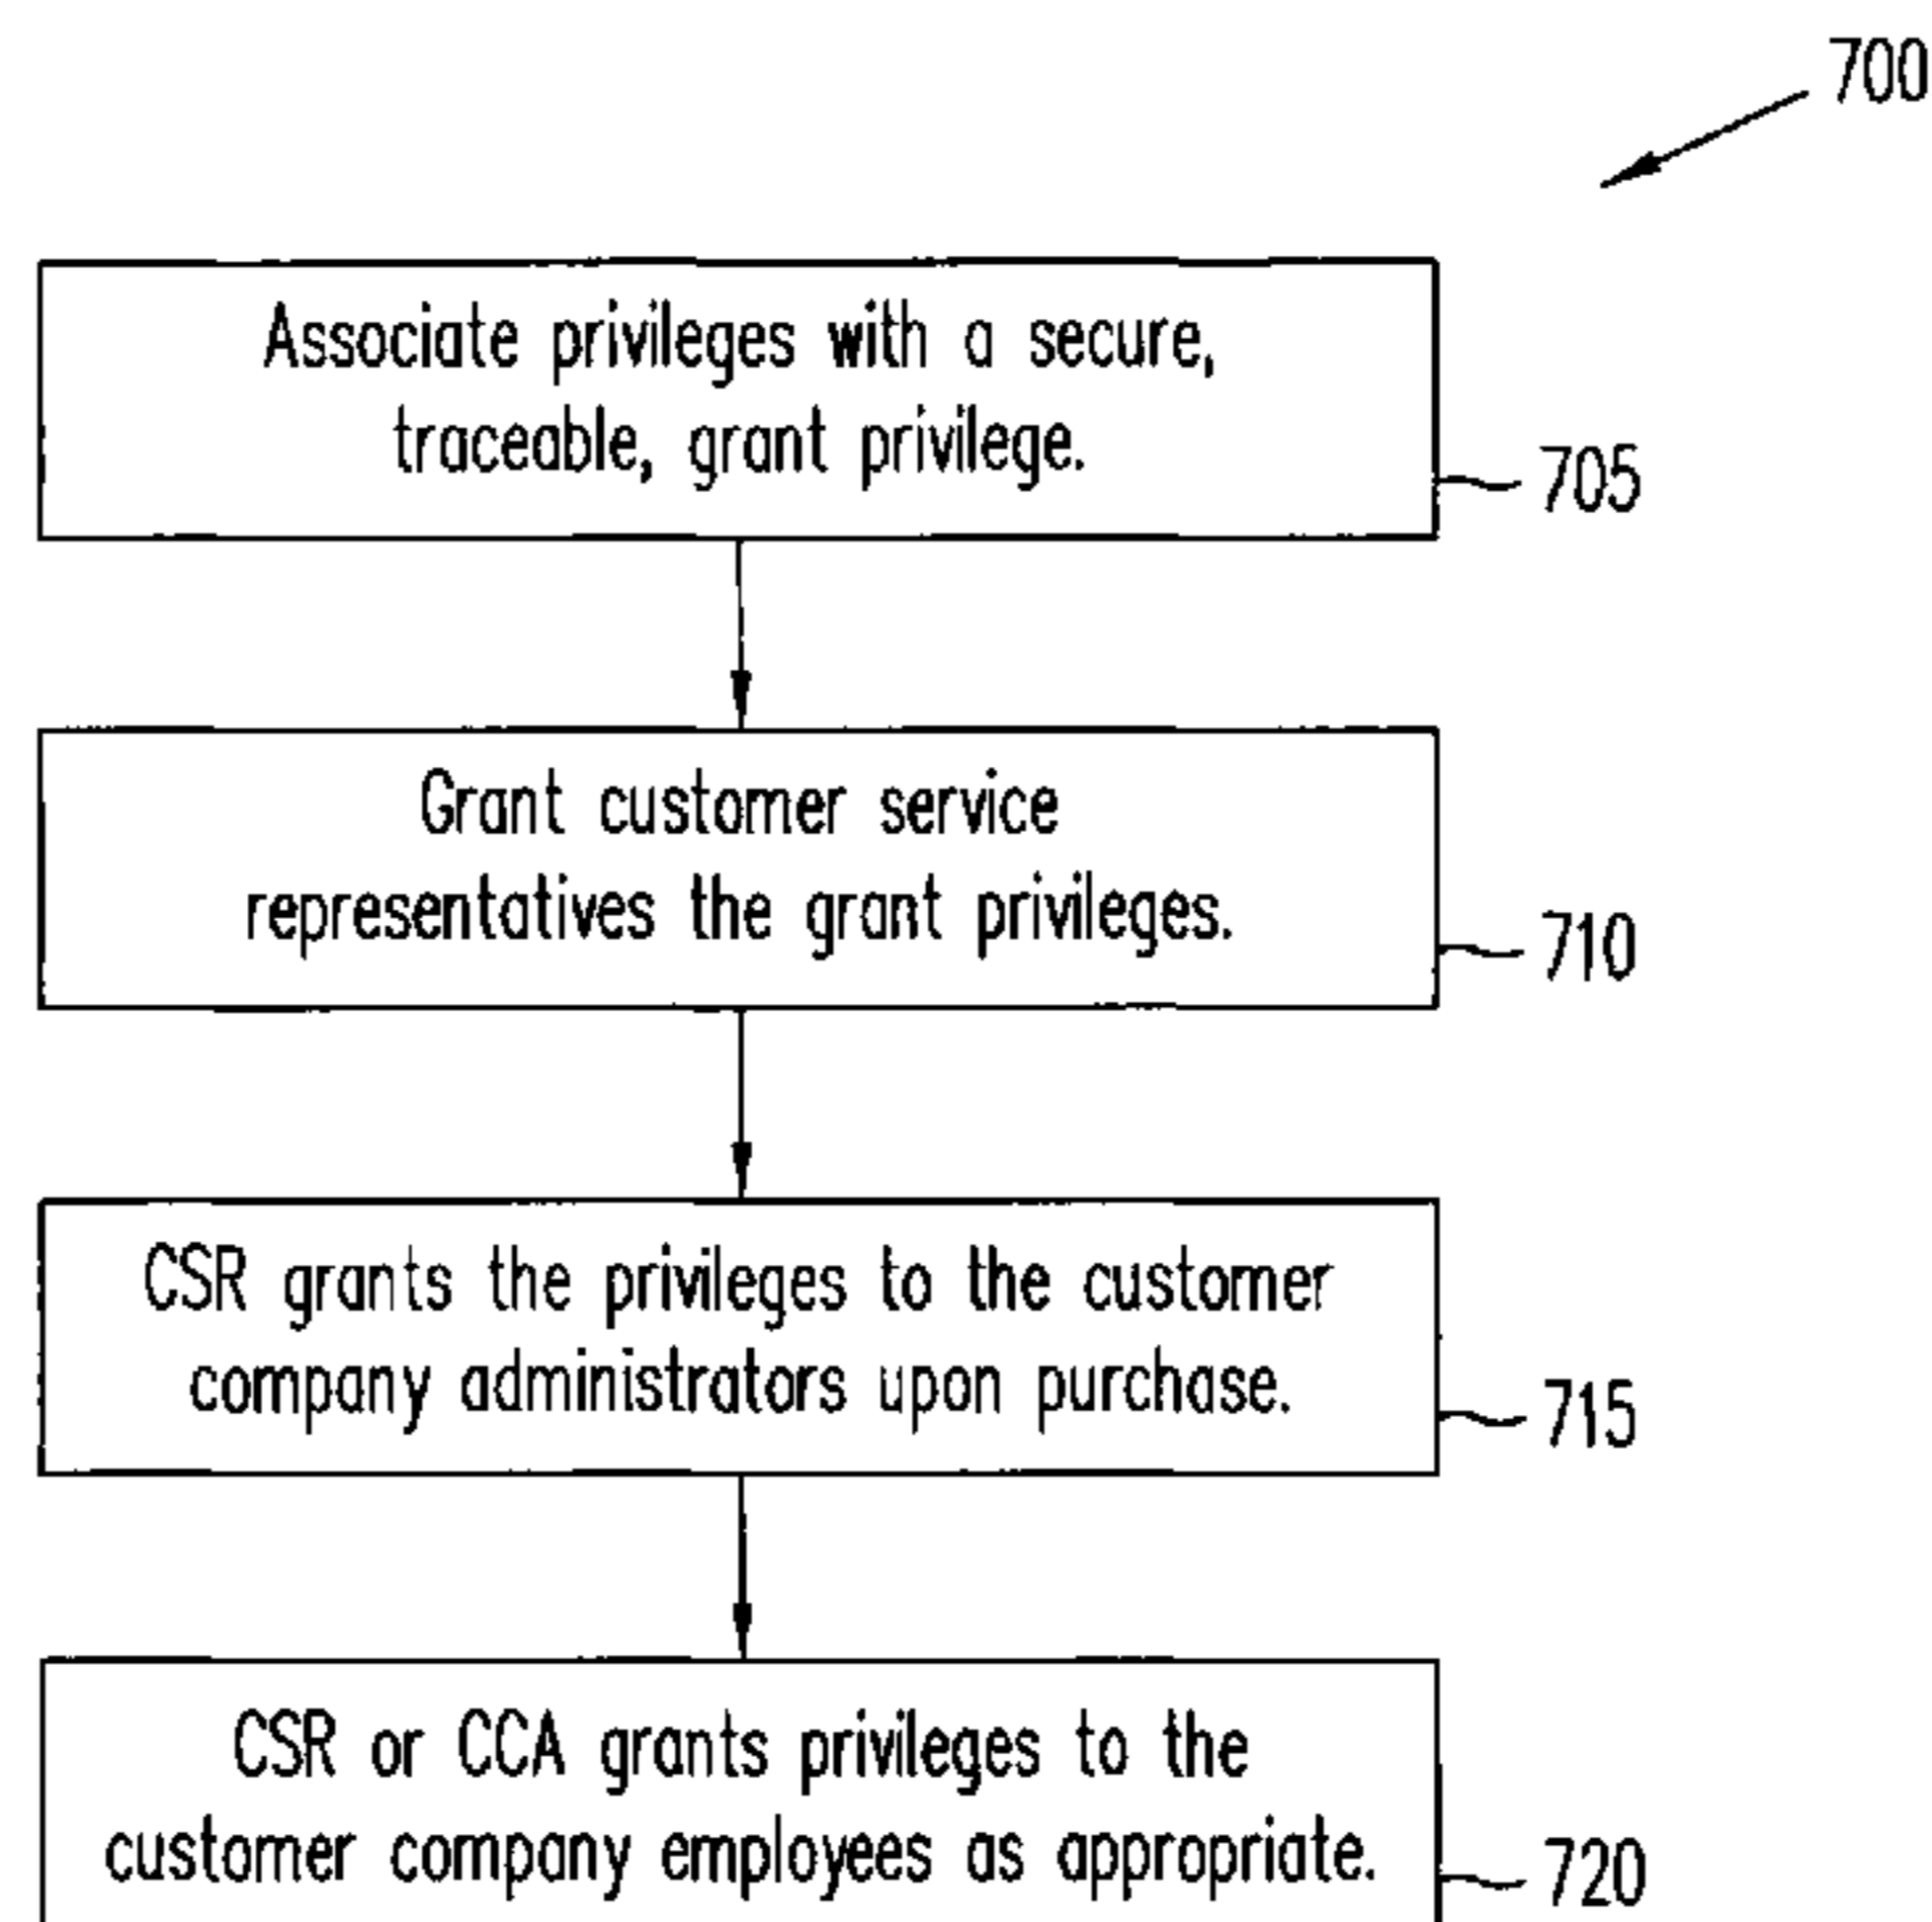 700
Associate privileges with a secure,
traceable, grant privilege.
705
Grant customer service
representatives the grant privileges.
710
CSR grants the privileges to the customer
company administrators upon purchase.
715
CSR or CCA grants privileges to the
customer company employees as appropriate.
720